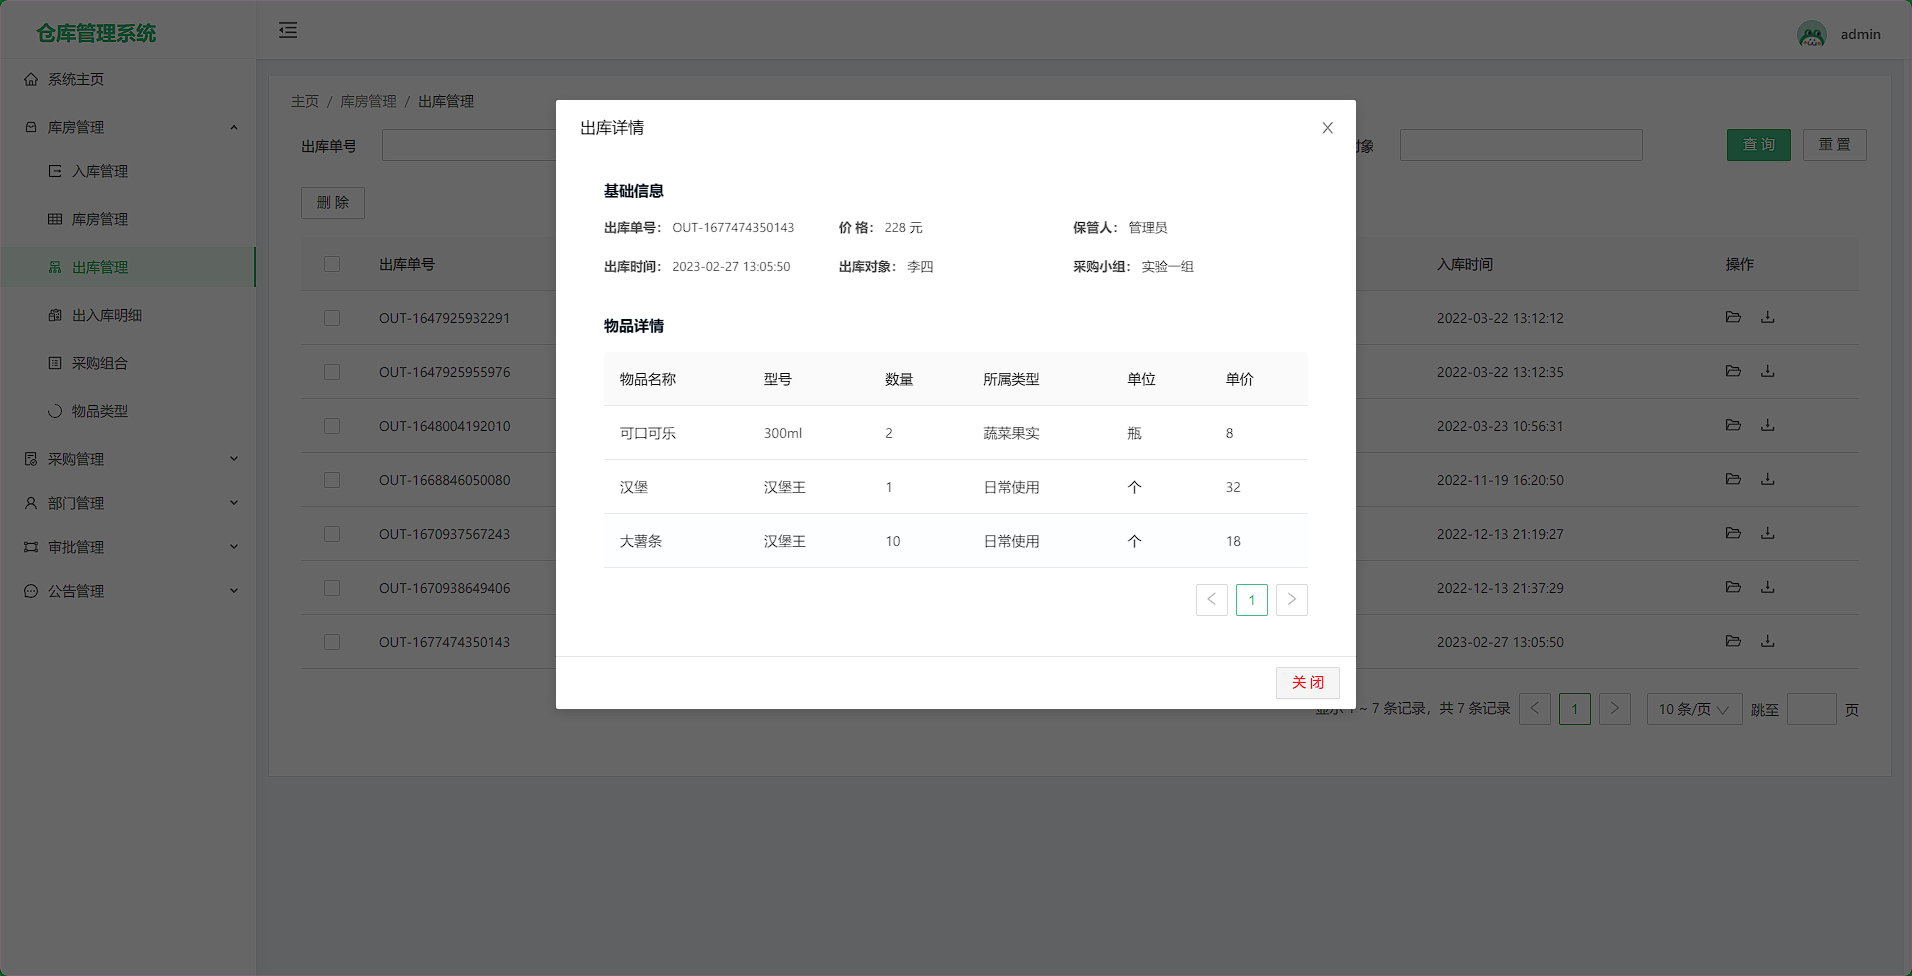 仓库管理系统
admin
系统主页
库房管理
入库管理
库房管理
出库管理
出入库明细
采购组合
物品类型
采购管理
部门管理
审批管理
公告管理
主页 / 库房管理 / 出库管理
出库单号
对象
查 询
重 置
删 除
出库单号 入库时间 操作
OUT-1647925932291 2022-03-22 13:12:12
OUT-1647925955976 2022-03-22 13:12:35
OUT-1648004192010 2022-03-23 10:56:31
OUT-1668846050080 2022-11-19 16:20:50
OUT-1670937567243 2022-12-13 21:19:27
OUT-1670938649406 2022-12-13 21:37:29
OUT-1677474350143 2023-02-27 13:05:50
显示 1 ~ 7 条记录，共 7 条记录 1 10 条/页 跳至 页
出库详情
基础信息
出库单号： OUT-1677474350143 价 格： 228 元 保管人： 管理员
出库时间： 2023-02-27 13:05:50 出库对象： 李四 采购小组： 实验一组
物品详情
物品名称 型号 数量 所属类型 单位 单价
可口可乐 300ml 2 蔬菜果实 瓶 8
汉堡 汉堡王 1 日常使用 个 32
大薯条 汉堡王 10 日常使用 个 18
1
关 闭